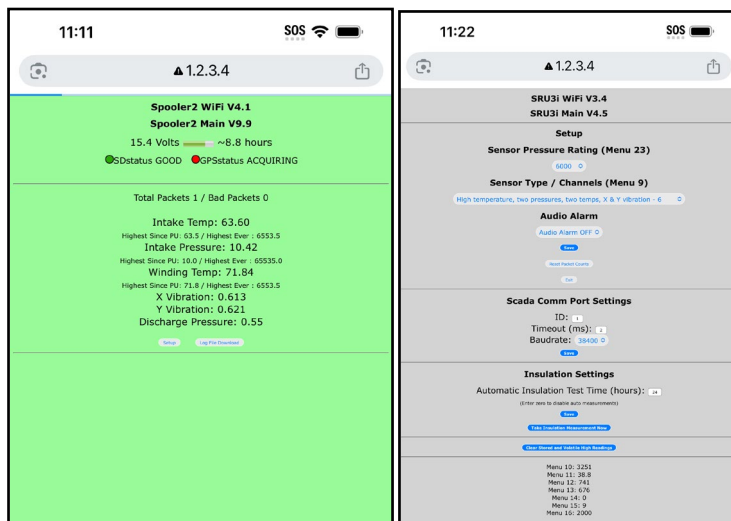 11:11
SOS
1.2.3.4
Spooler2 WiFi V4.1
Spooler2 Main V9.9
15.4 Volts ~8.8 hours
SDstatus GOOD GPSstatus ACQUIRING
Total Packets 1 / Bad Packets 0
Intake Temp: 63.60
Highest Since PU: 63.5 / Highest Ever : 6553.5
Intake Pressure: 10.42
Highest Since PU: 10.0 / Highest Ever : 65535.0
Winding Temp: 71.84
Highest Since PU: 71.8 / Highest Ever : 6553.5
X Vibration: 0.613
Y Vibration: 0.621
Discharge Pressure: 0.55
Setup Log File Download
11:22
SOS
1.2.3.4
SRU3i WiFi V3.4
SRU3i Main V4.5
Setup
Sensor Pressure Rating (Menu 23)
6000
Sensor Type / Channels (Menu 9)
High temperature, two pressures, two temps, X & Y vibration - 6
Audio Alarm
Audio Alarm OFF
Save
Reset Packet Counts
Exit
Scada Comm Port Settings
ID: 1
Timeout (ms): 2
Baudrate: 38400
Save
Insulation Settings
Automatic Insulation Test Time (hours): 24
(Enter zero to disable auto measurements)
Save
Take Insulation Measurement Now
Clear Stored and Volatile High Readings
Menu 10: 3251
Menu 11: 38.8
Menu 12: 741
Menu 13: 676
Menu 14: 0
Menu 15: 9
Menu 16: 2000